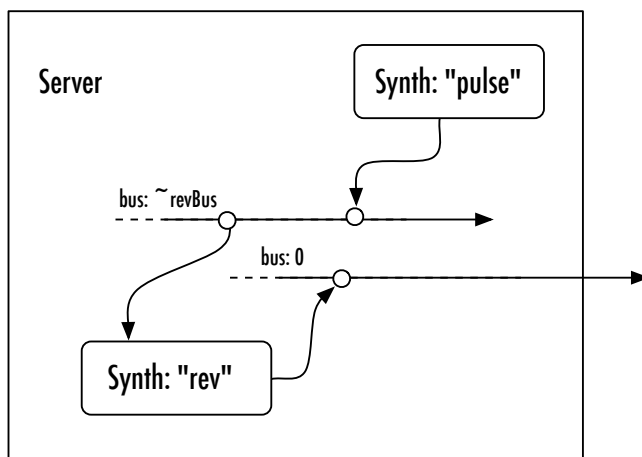 Server
Synth: "pulse"
bus: ~revBus
bus: 0
Synth: "rev"